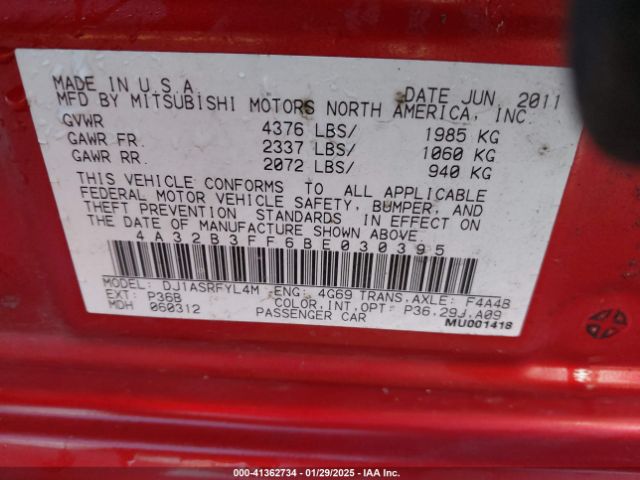 MADE IN U.S.A. DATE JUN 2011
MFD BY MITSUBISHI MOTORS NORTH AMERICA, INC.
GVWR 4376 LBS/ 1985 KG
GAWR FR. 2337 LBS/ 1060 KG
GAWR RR. 2072 LBS/ 940 KG
THIS VEHICLE CONFORMS TO ALL APPLICABLE
FEDERAL MOTOR VEHICLE SAFETY, BUMPER, AND
THEFT PREVENTION STANDARDS IN EFFECT ON
THE DATE OF MANUFACTURE SHOWN ABOVE.
4A32B3FF6BE030395
MODEL: DJ1ASRFYL4M ENG: 4G69 TRANS.AXLE: F4A4B
EXT: P36B COLOR.INT.OPT: P36.29J.A09
MDH 060312 PASSENGER CAR MU001418
000-41362734 - 01/29/2025 - IAA Inc.